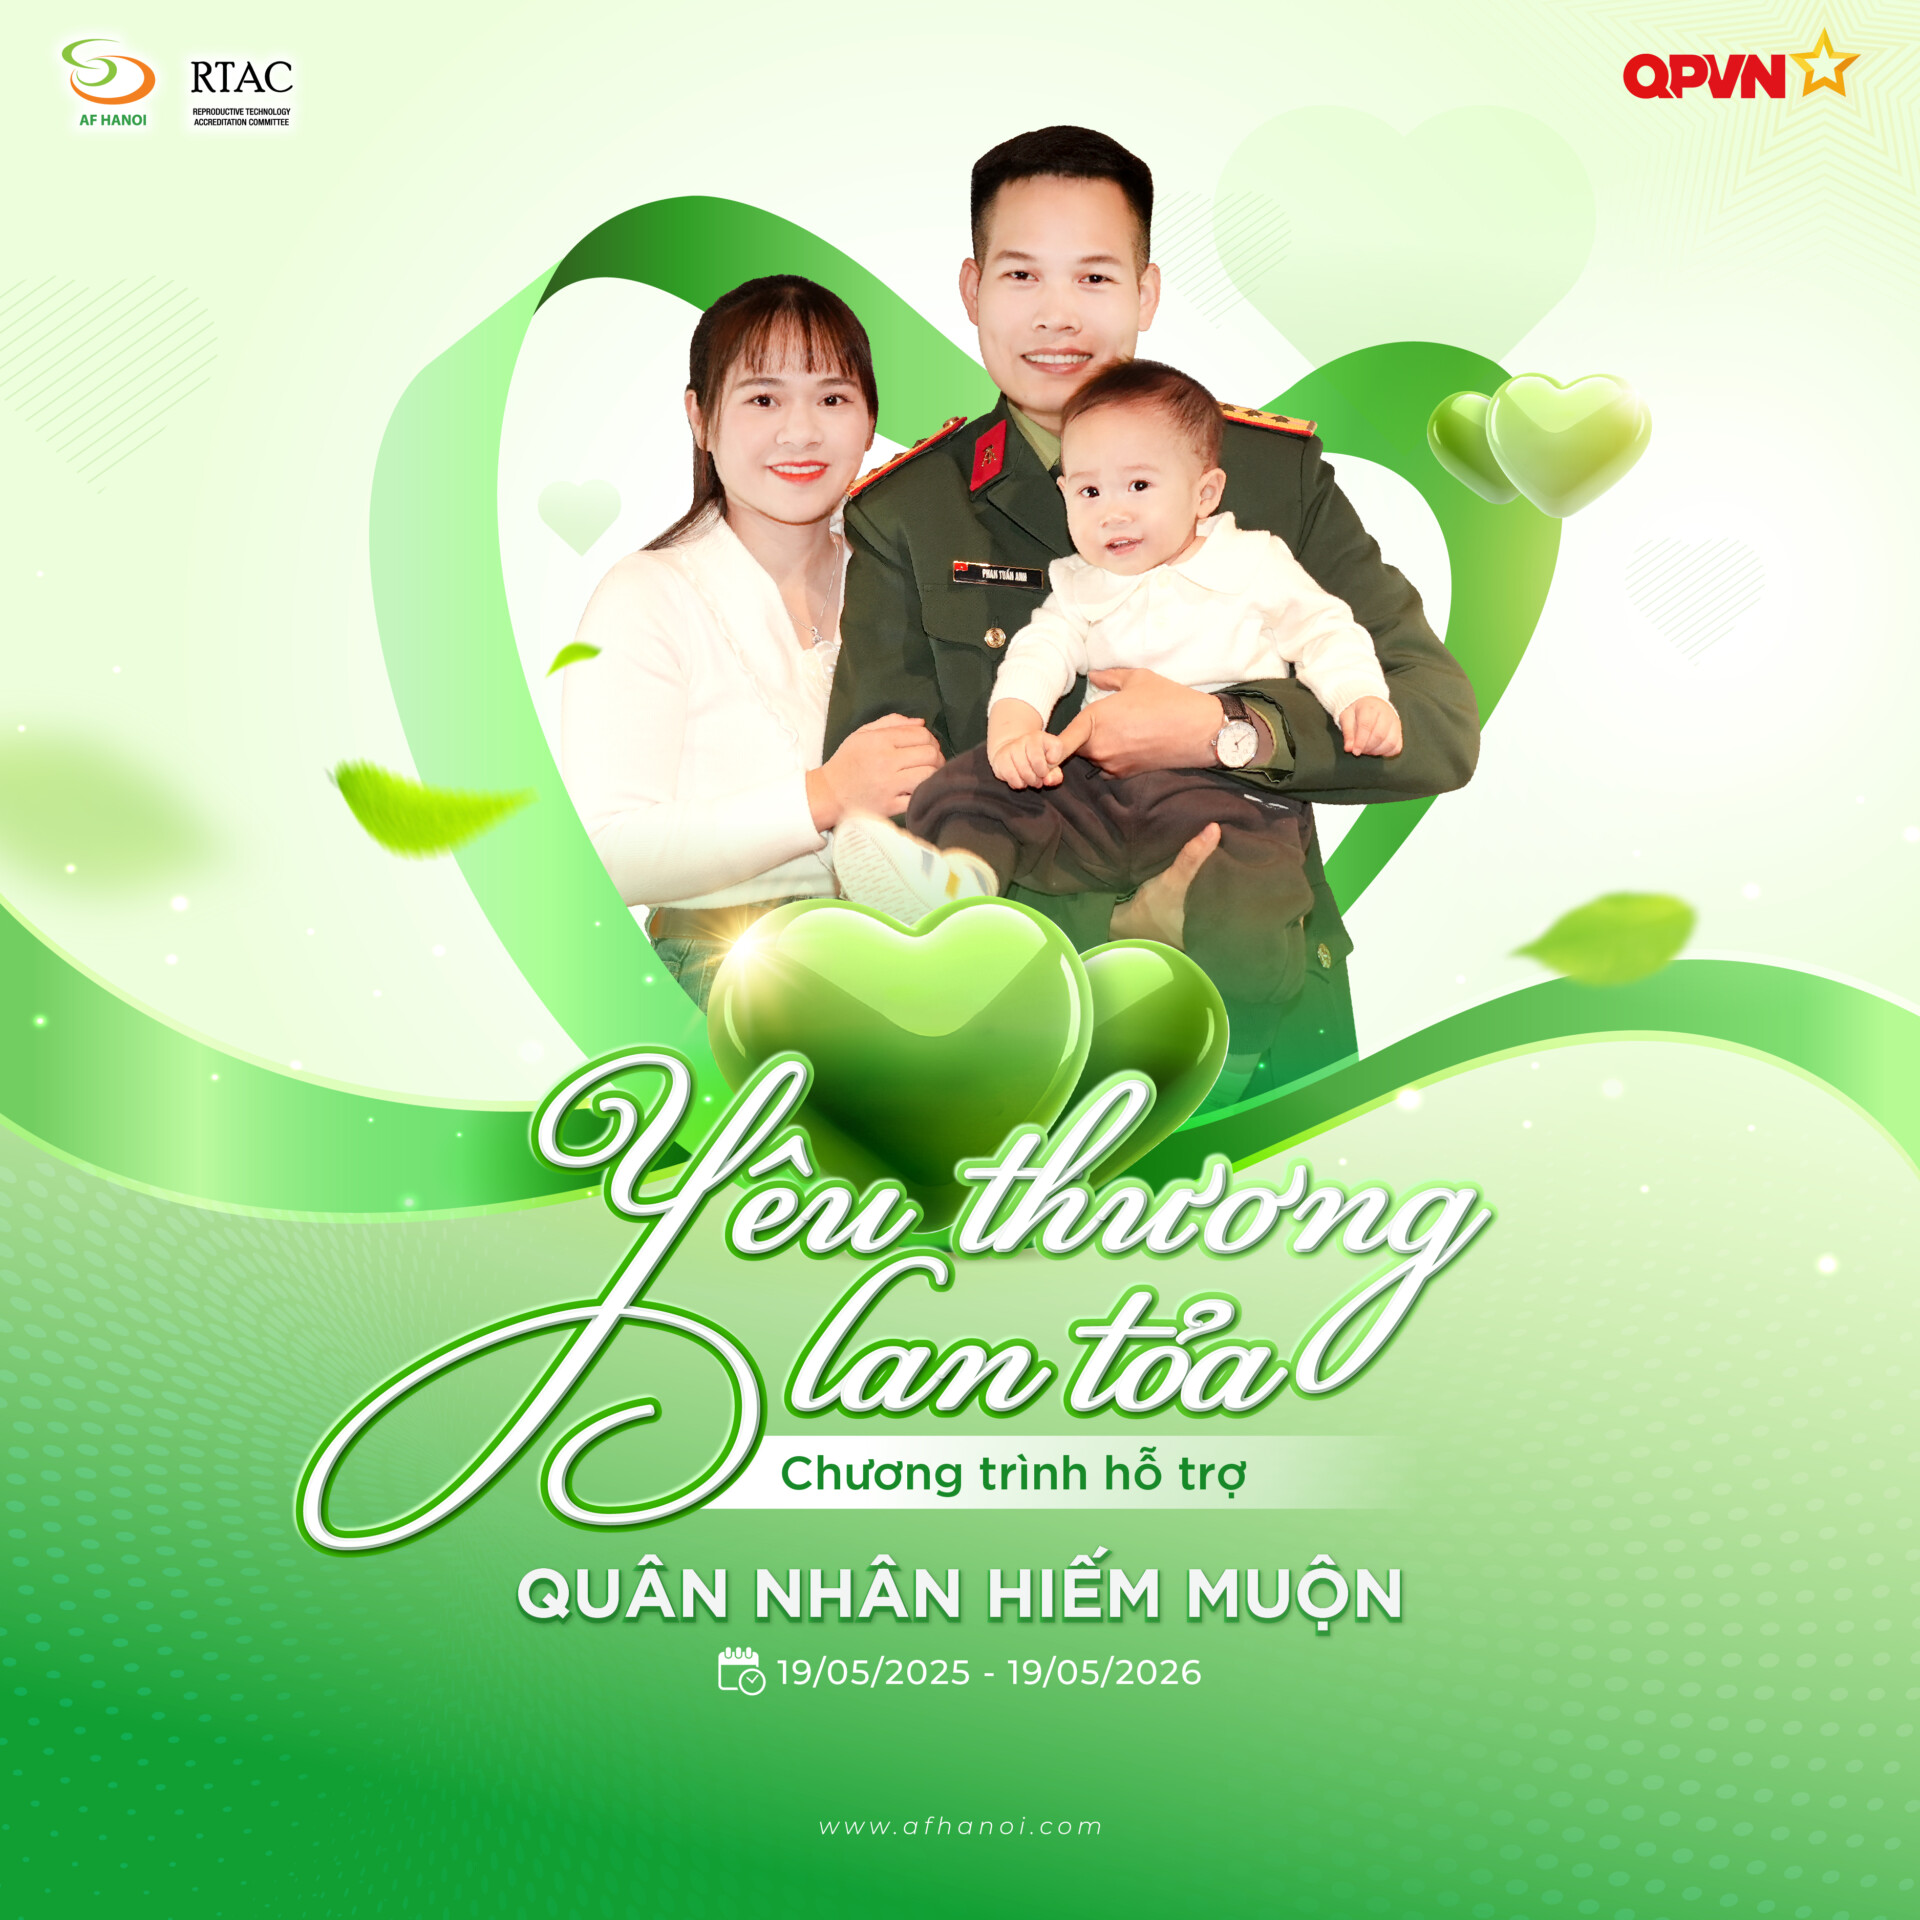 AF HANOI
RTAC
REPRODUCTIVE TECHNOLOGY
ACCREDITATION COMMITTEE
QPVN
PHAN TUẤN ANH
Yêu thương
lan tỏa
Chương trình hỗ trợ
QUÂN NHÂN HIẾM MUỘN
19/05/2025 - 19/05/2026
www.afhanoi.com